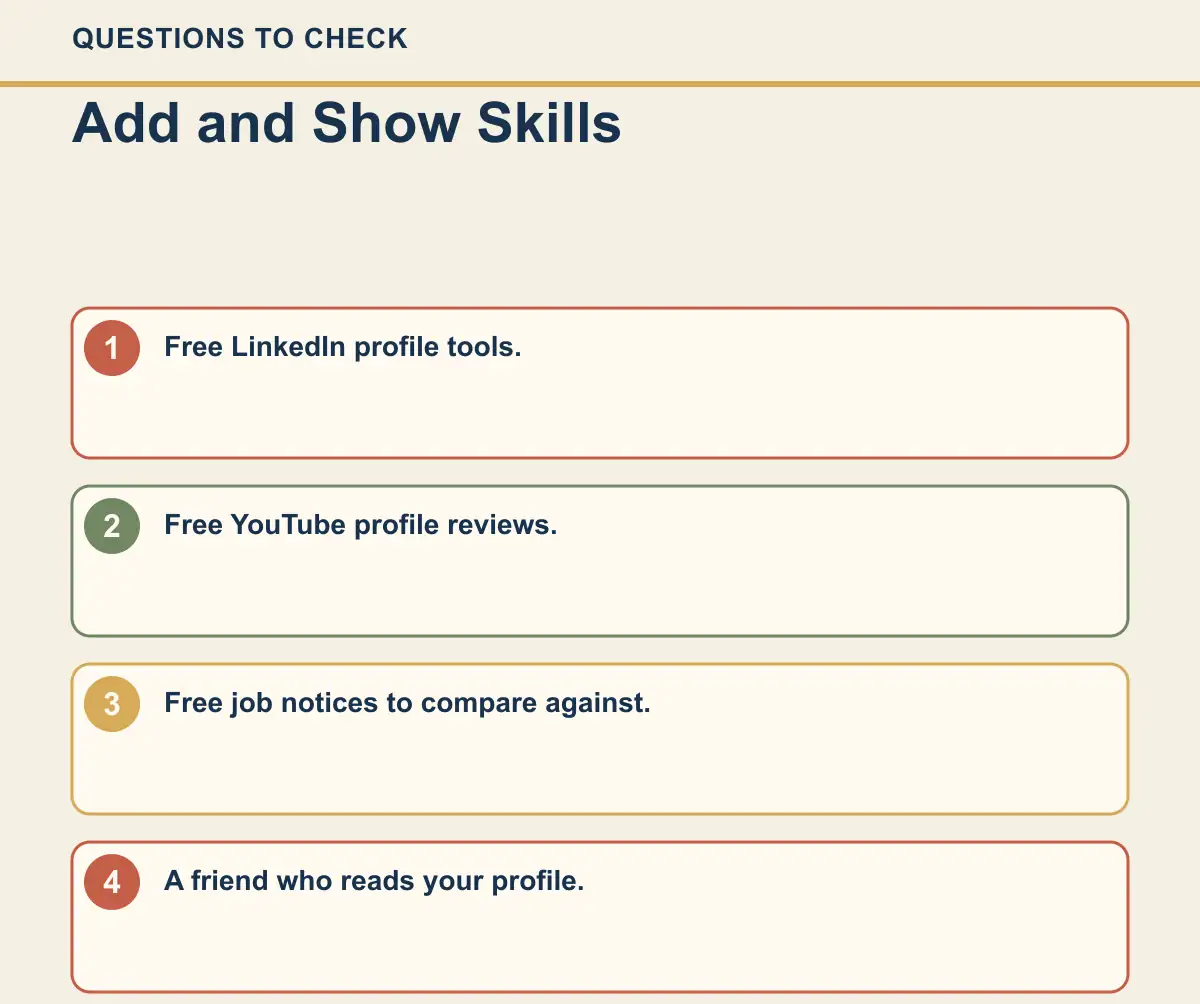 QUESTIONS TO CHECK
Add and Show Skills
1 Free LinkedIn profile tools.
2 Free YouTube profile reviews.
3 Free job notices to compare against.
4 A friend who reads your profile.